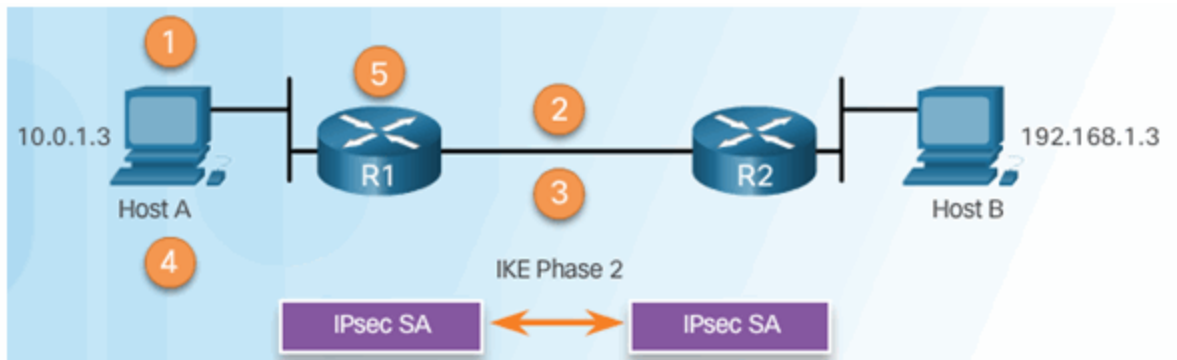 1
5
2
10.0.1.3
192.168.1.3
R1
R2
3
Host A
Host B
4
IKE Phase 2
IPsec SA
IPsec SA